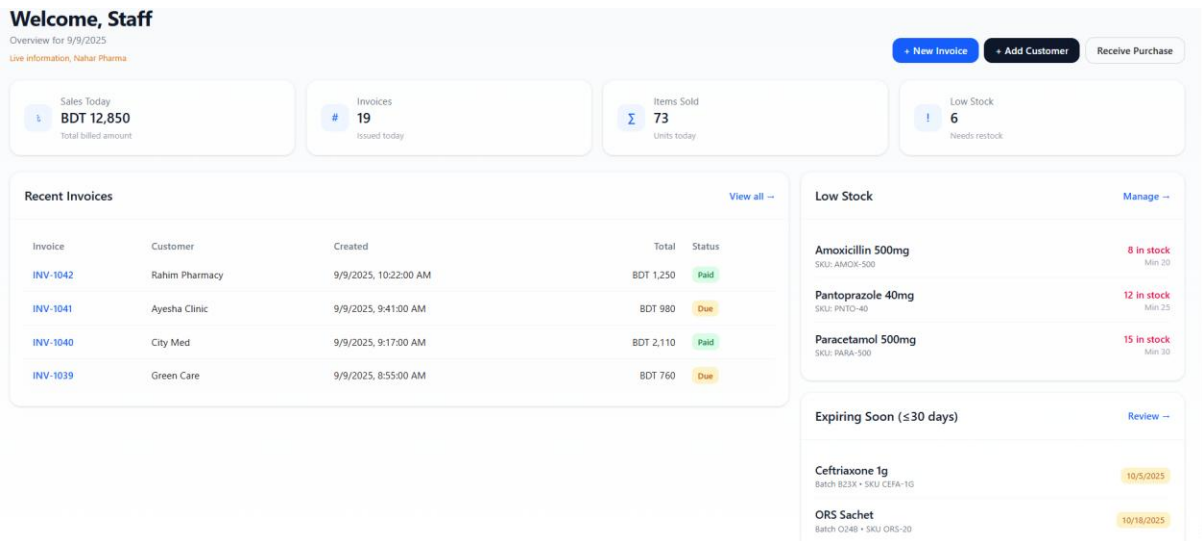 Welcome, Staff
Overview for 9/9/2025
Live information, Nahar Pharma
+ New Invoice + Add Customer Receive Purchase
৳ Sales Today
BDT 12,850
Total billed amount
# Invoices
19
Issued today
∑ Items Sold
73
Units today
! Low Stock
6
Needs restock
Recent Invoices View all →
Invoice Customer Created Total Status
INV-1042 Rahim Pharmacy 9/9/2025, 10:22:00 AM BDT 1,250 Paid
INV-1041 Ayesha Clinic 9/9/2025, 9:41:00 AM BDT 980 Due
INV-1040 City Med 9/9/2025, 9:17:00 AM BDT 2,110 Paid
INV-1039 Green Care 9/9/2025, 8:55:00 AM BDT 760 Due
Low Stock Manage →
Amoxicillin 500mg 8 in stock
SKU: AMOX-500 Min 20
Pantoprazole 40mg 12 in stock
SKU: PNTO-40 Min 25
Paracetamol 500mg 15 in stock
SKU: PARA-500 Min 30
Expiring Soon (≤30 days) Review →
Ceftriaxone 1g 10/5/2025
Batch B23X • SKU CEFA-1G
ORS Sachet 10/18/2025
Batch O24B • SKU ORS-20